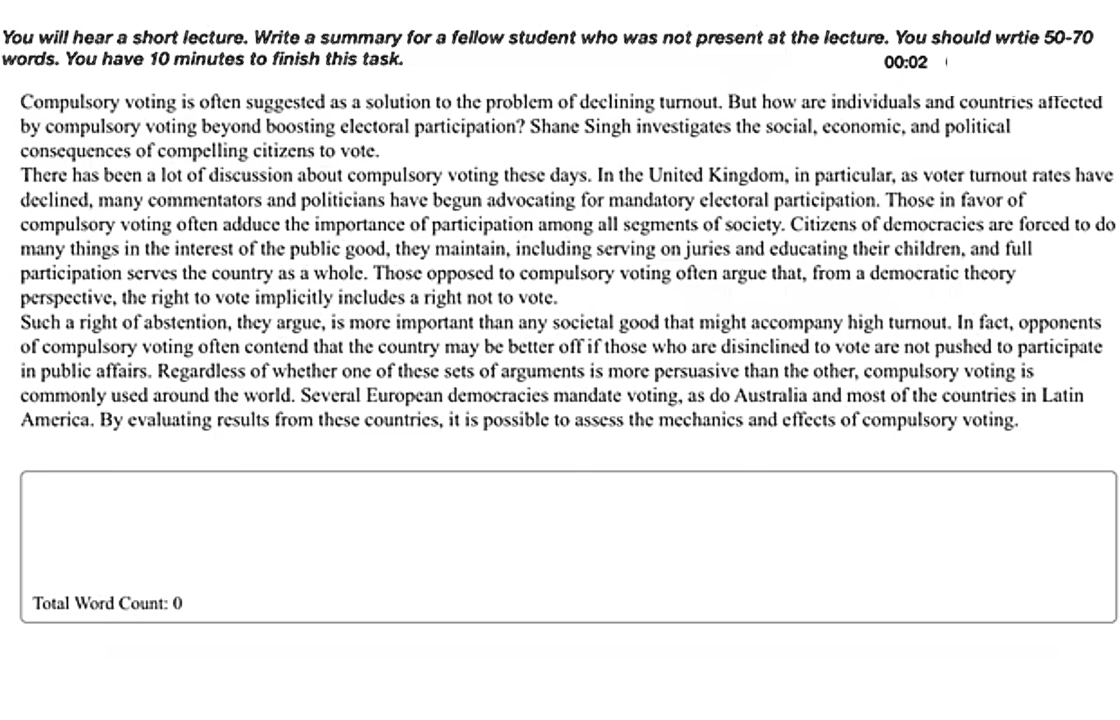 You will hear a short lecture. Write a summary for a fellow student who was not present at the lecture. You should wrtie 50-70
words. You have 10 minutes to finish this task.
00:02
Compulsory voting is often suggested as a solution to the problem of declining turnout. But how are individuals and countries affected
by compulsory voting beyond boosting electoral participation? Shane Singh investigates the social, economic, and political
consequences of compelling citizens to vote.
There has been a lot of discussion about compulsory voting these days. In the United Kingdom, in particular, as voter turnout rates have
declined, many commentators and politicians have begun advocating for mandatory electoral participation. Those in favor of
compulsory voting often adduce the importance of participation among all segments of society. Citizens of democracies are forced to do
many things in the interest of the public good, they maintain, including serving on juries and educating their children, and full
participation serves the country as a whole. Those opposed to compulsory voting often argue that, from a democratic theory
perspective, the right to vote implicitly includes a right not to vote.
Such a right of abstention, they argue, is more important than any societal good that might accompany high turnout. In fact, opponents
of compulsory voting often contend that the country may be better off if those who are disinclined to vote are not pushed to participate
in public affairs. Regardless of whether one of these sets of arguments is more persuasive than the other, compulsory voting is
commonly used around the world. Several European democracies mandate voting, as do Australia and most of the countries in Latin
America. By evaluating results from these countries, it is possible to assess the mechanics and effects of compulsory voting.
Total Word Count: 0